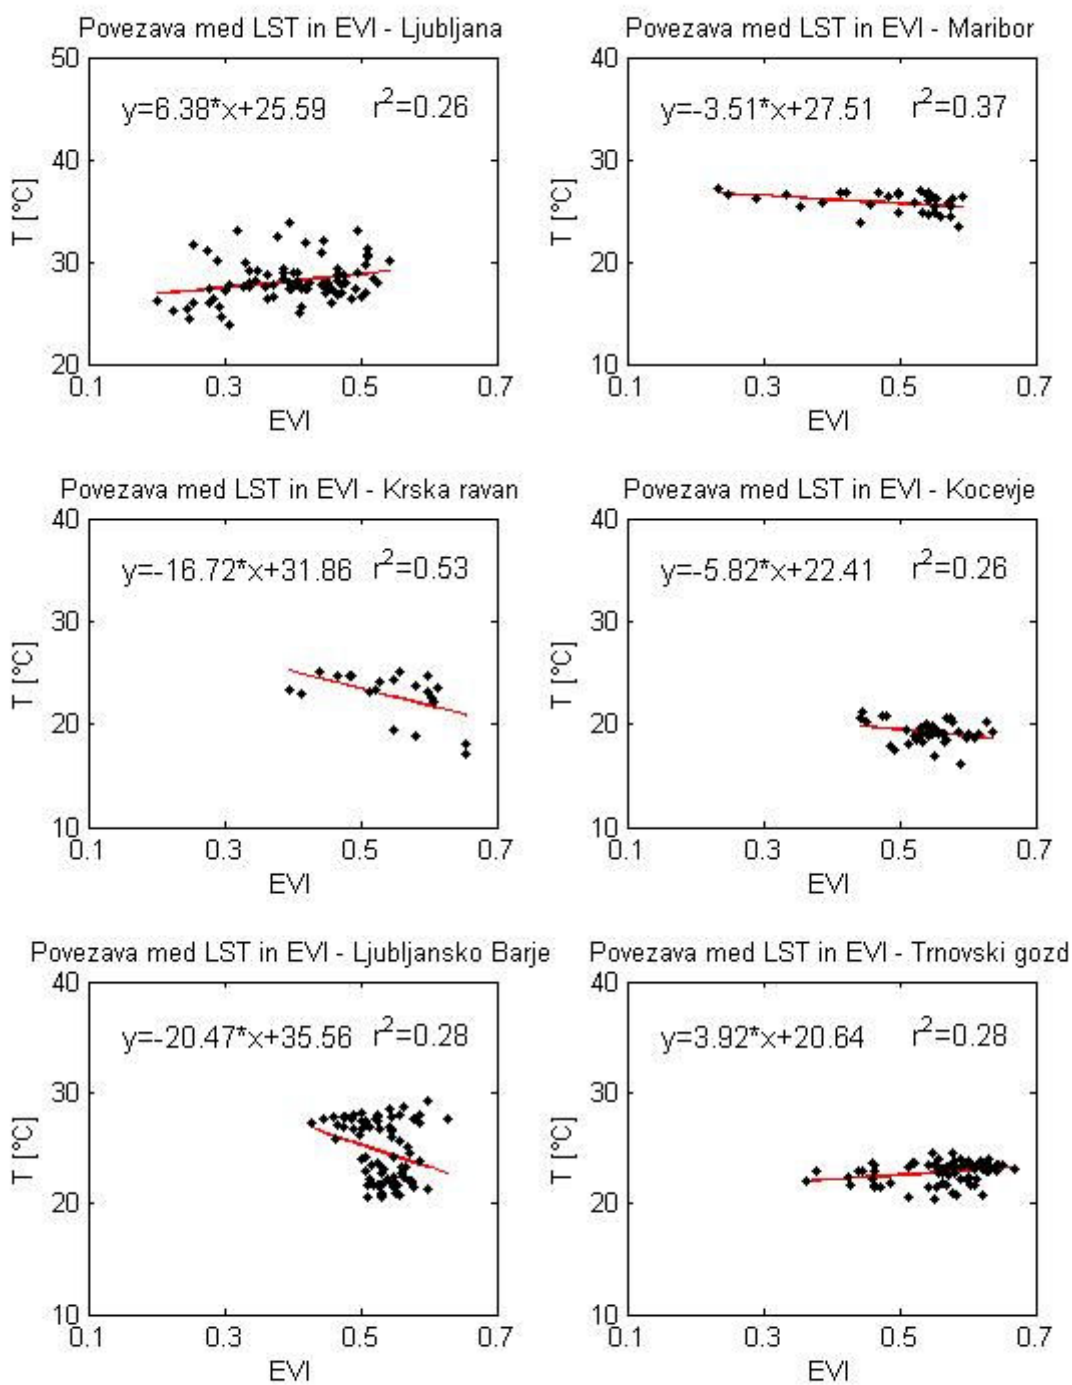 Povezava med LST in EVI - Ljubljana
y=6.38*x+25.59 r²=0.26
50
40
30
20
T [°C]
0.1 0.3 0.5 0.7
EVI
Povezava med LST in EVI - Maribor
y=-3.51*x+27.51 r²=0.37
40
30
20
10
T [°C]
0.1 0.3 0.5 0.7
EVI
Povezava med LST in EVI - Krska ravan
y=-16.72*x+31.86 r²=0.53
40
30
20
10
T [°C]
0.1 0.3 0.5 0.7
EVI
Povezava med LST in EVI - Kocevje
y=-5.82*x+22.41 r²=0.26
40
30
20
10
T [°C]
0.1 0.3 0.5 0.7
EVI
Povezava med LST in EVI - Ljubljansko Barje
y=-20.47*x+35.56 r²=0.28
40
30
20
10
T [°C]
0.1 0.3 0.5 0.7
EVI
Povezava med LST in EVI - Trnovski gozd
y=3.92*x+20.64 r²=0.28
40
30
20
10
T [°C]
0.1 0.3 0.5 0.7
EVI